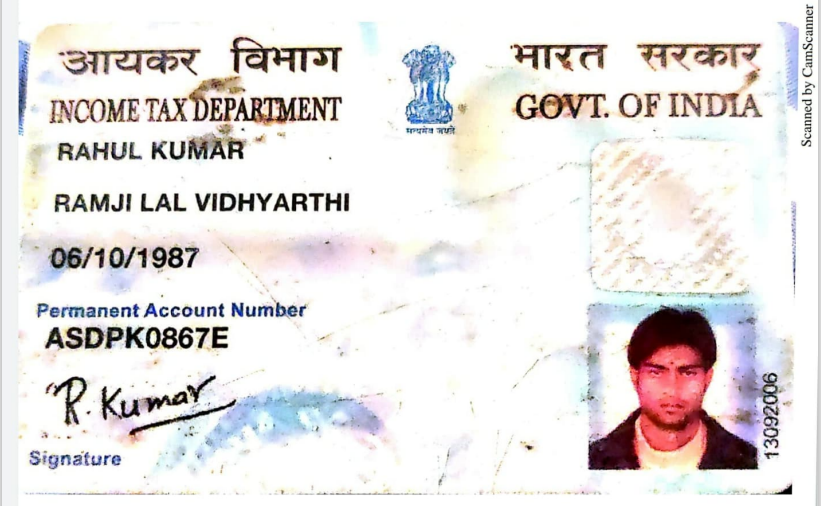 आयकर विभाग
INCOME TAX DEPARTMENT
भारत सरकार
GOVT. OF INDIA
सत्यमेव जयते
RAHUL KUMAR
RAMJI LAL VIDHYARTHI
06/10/1987
Permanent Account Number
ASDPK0867E
R. Kumar
Signature
13092006
Scanned by CamScanner